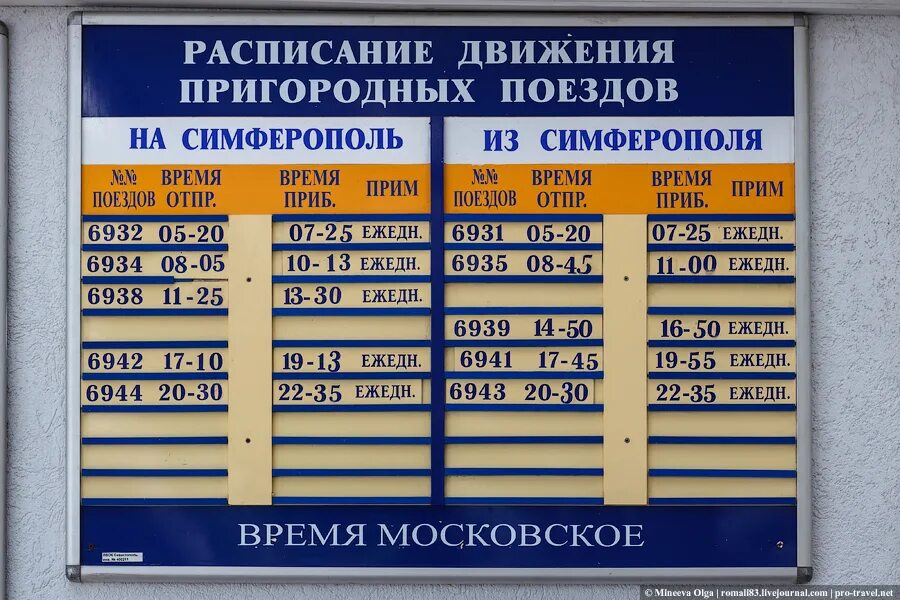 РАСПИСАНИЕ ДВИЖЕНИЯ
ПРИГОРОДНЫХ ПОЕЗДОВ
НА СИМФЕРОПОЛЬ
№№ ПОЕЗДОВ ВРЕМЯ ОТПР. ВРЕМЯ ПРИБ. ПРИМ
6932 05-20 07-25 ЕЖЕДН.
6934 08-05 10-13 ЕЖЕДН.
6938 11-25 13-30 ЕЖЕДН.
6942 17-10 19-13 ЕЖЕДН.
6944 20-30 22-35 ЕЖЕДН.
ИЗ СИМФЕРОПОЛЯ
№№ ПОЕЗДОВ ВРЕМЯ ОТПР. ВРЕМЯ ПРИБ. ПРИМ
6931 05-20 07-25 ЕЖЕДН.
6935 08-45 11-00 ЕЖЕДН.
6939 14-50 16-50 ЕЖЕДН.
6941 17-45 19-55 ЕЖЕДН.
6943 20-30 22-35 ЕЖЕДН.
ВРЕМЯ МОСКОВСКОЕ
© Mineeva Olga | romall83.livejournal.com | pro-travel.net